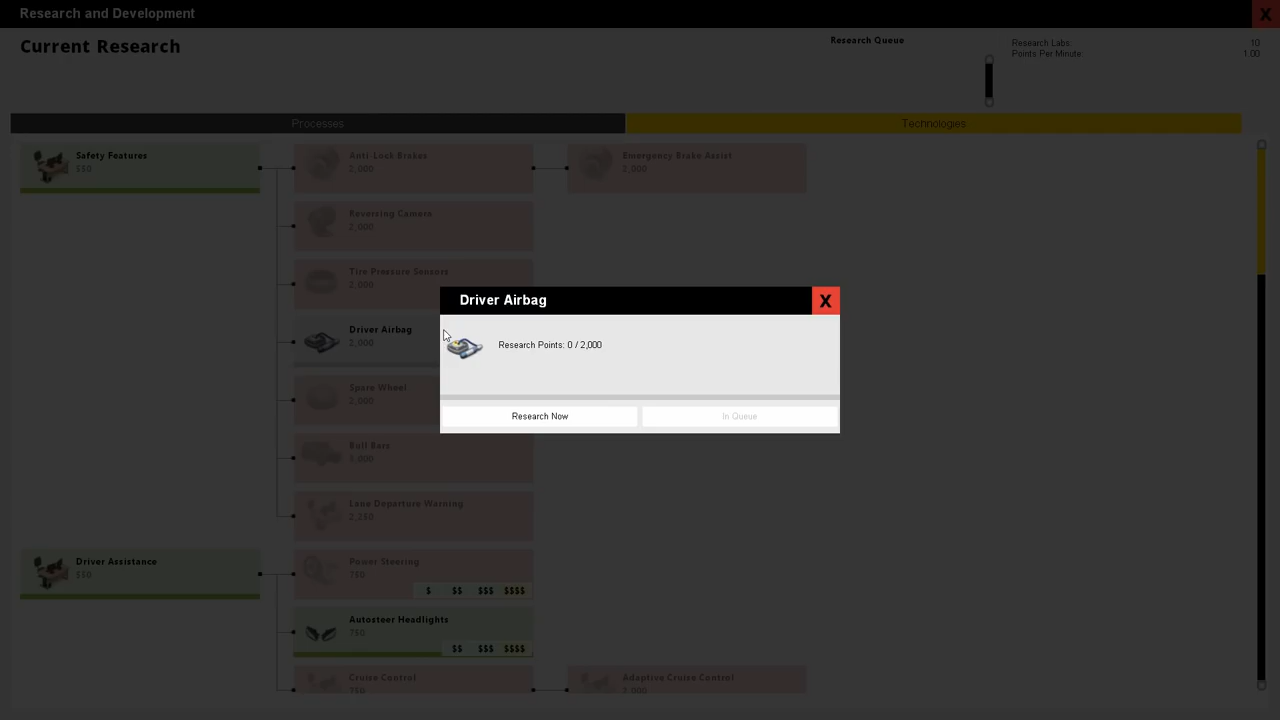 Research and Development
X
Current Research
Research Queue
Research Labs: 10
Points Per Minute 1.00
Processes
Technologies
Safety Features
550
Anti Lock Brakes
2,000
Emergency Brake Assist
2,000
Reversing Camera
2,000
Tire Pressure Sensors
2,000
Driver Airbag
2,000
Driver Airbag
X
Research Points: 0 / 2,000
Research Now
In Queue
Spare Wheel
2,000
Bull Bars
Lane Departure Warning
2,250
Driver Assistance
550
Power Steering
750
$ $$ $$$ $$$$
Autosteer Headlights
750
$$ $$$ $$$$
Cruise Control
750
Adaptive Cruise Control
2,000